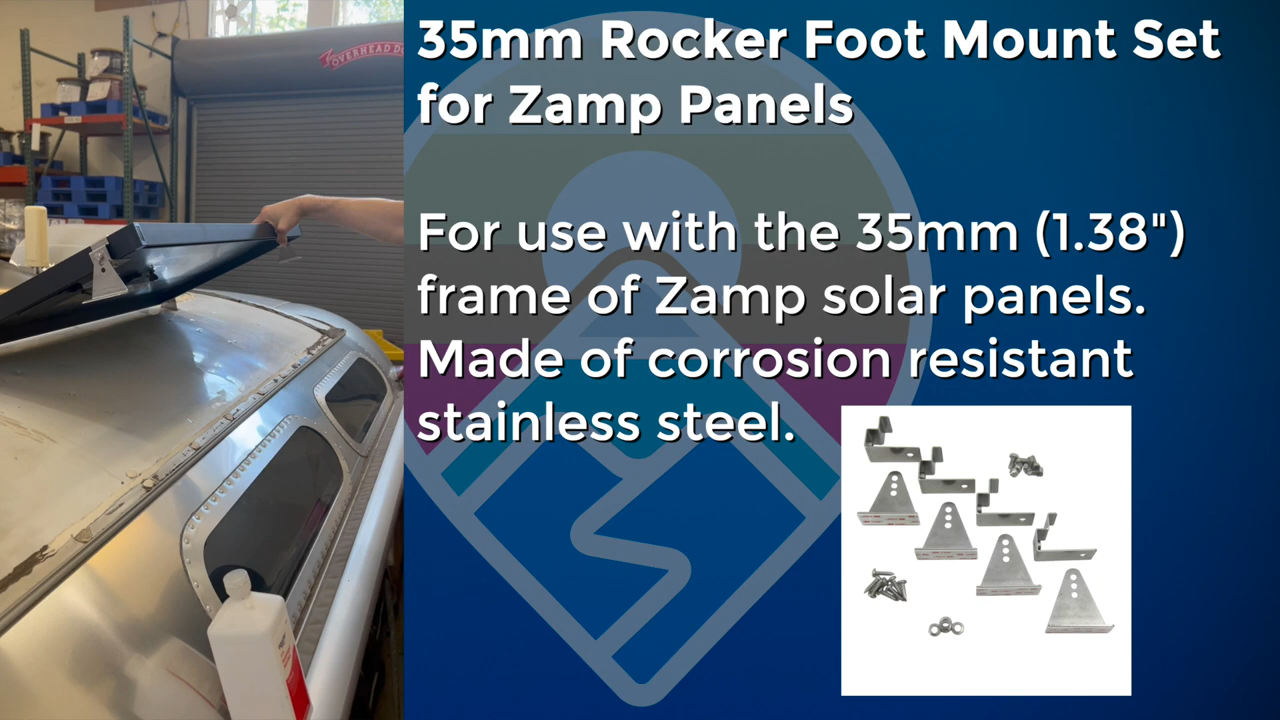 OVERHEAD D
35mm Rocker Foot Mount Set
for Zamp Panels
For use with the 35mm (1.38")
frame of Zamp solar panels.
Made of corrosion resistant
stainless steel.